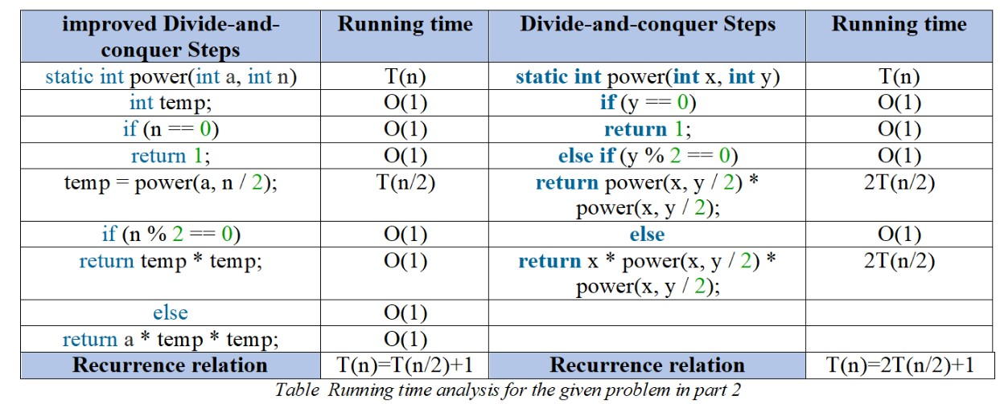 improved Divide-and-conquer Steps Running time Divide-and-conquer Steps Running time
static int power(int a, int n) T(n) static int power(int x, int y) T(n)
int temp; O(1) if (y == 0) O(1)
if (n == 0) O(1) return 1; O(1)
return 1; O(1) else if (y % 2 == 0) O(1)
temp = power(a, n / 2); T(n/2) return power(x, y / 2) * 2T(n/2)
power(x, y / 2);
if (n % 2 == 0) O(1) else O(1)
return temp * temp; O(1) return x * power(x, y / 2) * 2T(n/2)
power(x, y / 2);
else O(1)
return a * temp * temp; O(1)
Recurrence relation T(n)=T(n/2)+1 Recurrence relation T(n)=2T(n/2)+1
Table Running time analysis for the given problem in part 2